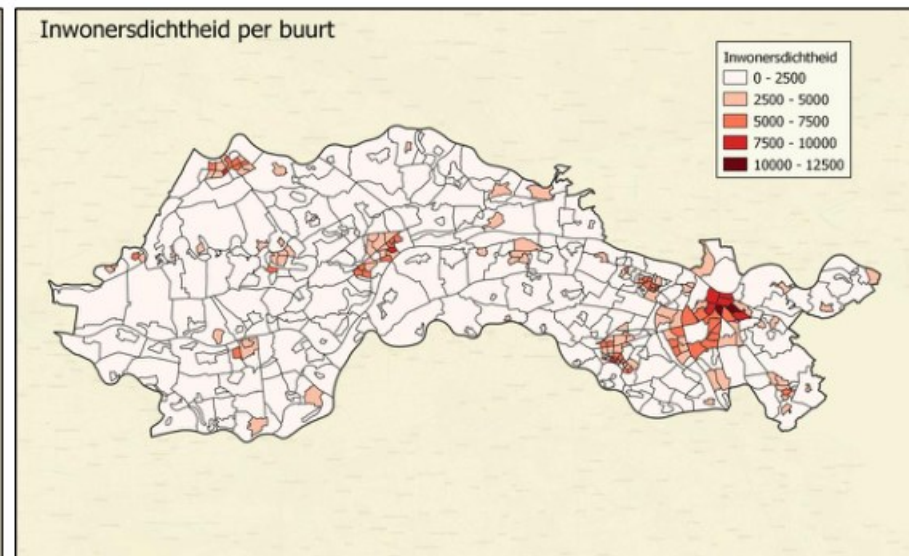 Inwonersdichtheid per buurt
Inwonersdichtheid
0 - 2500
2500 - 5000
5000 - 7500
7500 - 10000
10000 - 12500